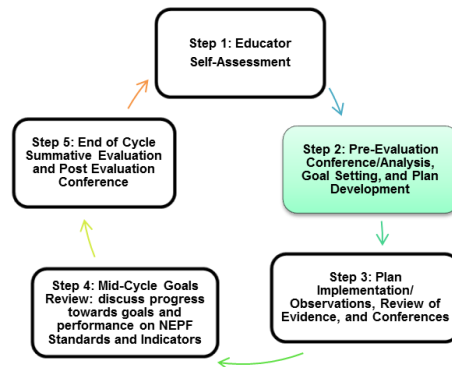 Step 1: Educator
Self-Assessment
Step 2: Pre-Evaluation
Conference/Analysis,
Goal Setting, and Plan
Development
Step 3: Plan
Implementation/
Observations, Review of
Evidence, and Conferences
Step 4: Mid-Cycle Goals
Review: discuss progress
towards goals and
performance on NEPF
Standards and Indicators
Step 5: End of Cycle
Summative Evaluation
and Post Evaluation
Conference